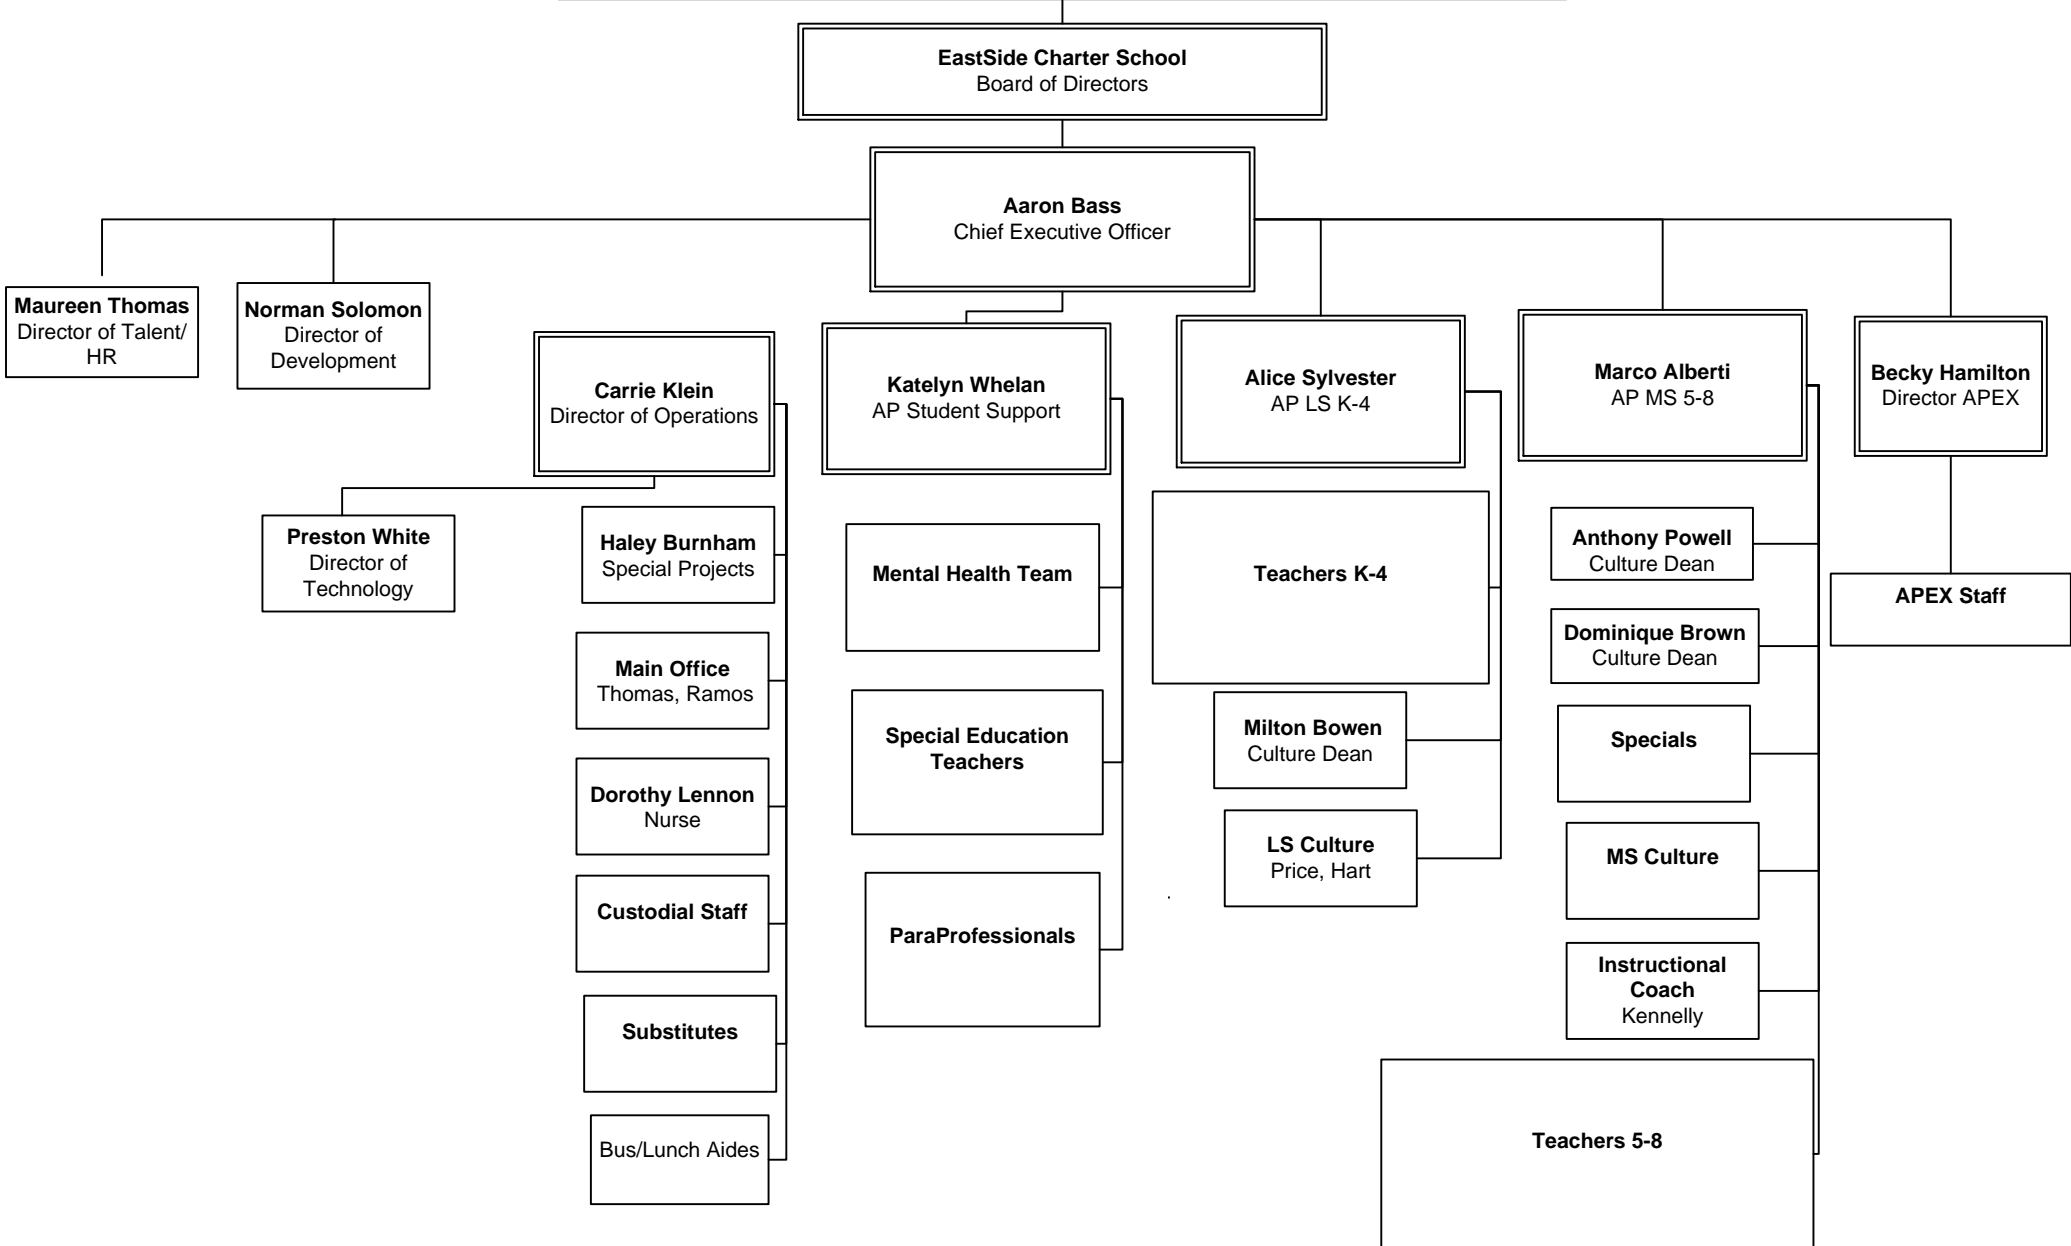 EastSide Charter School
Board of Directors
Aaron Bass
Chief Executive Officer
Maureen Thomas
Director of Talent/
HR
Norman Solomon
Director of
Development
Carrie Klein
Director of Operations
Katelyn Whelan
AP Student Support
Alice Sylvester
AP LS K-4
Marco Alberti
AP MS 5-8
Becky Hamilton
Director APEX
Preston White
Director of
Technology
Haley Burnham
Special Projects
Main Office
Thomas, Ramos
Dorothy Lennon
Nurse
Custodial Staff
Substitutes
Bus/Lunch Aides
Mental Health Team
Special Education
Teachers
ParaProfessionals
Teachers K-4
Milton Bowen
Culture Dean
LS Culture
Price, Hart
Anthony Powell
Culture Dean
Dominique Brown
Culture Dean
Specials
MS Culture
Instructional
Coach
Kennelly
Teachers 5-8
APEX Staff